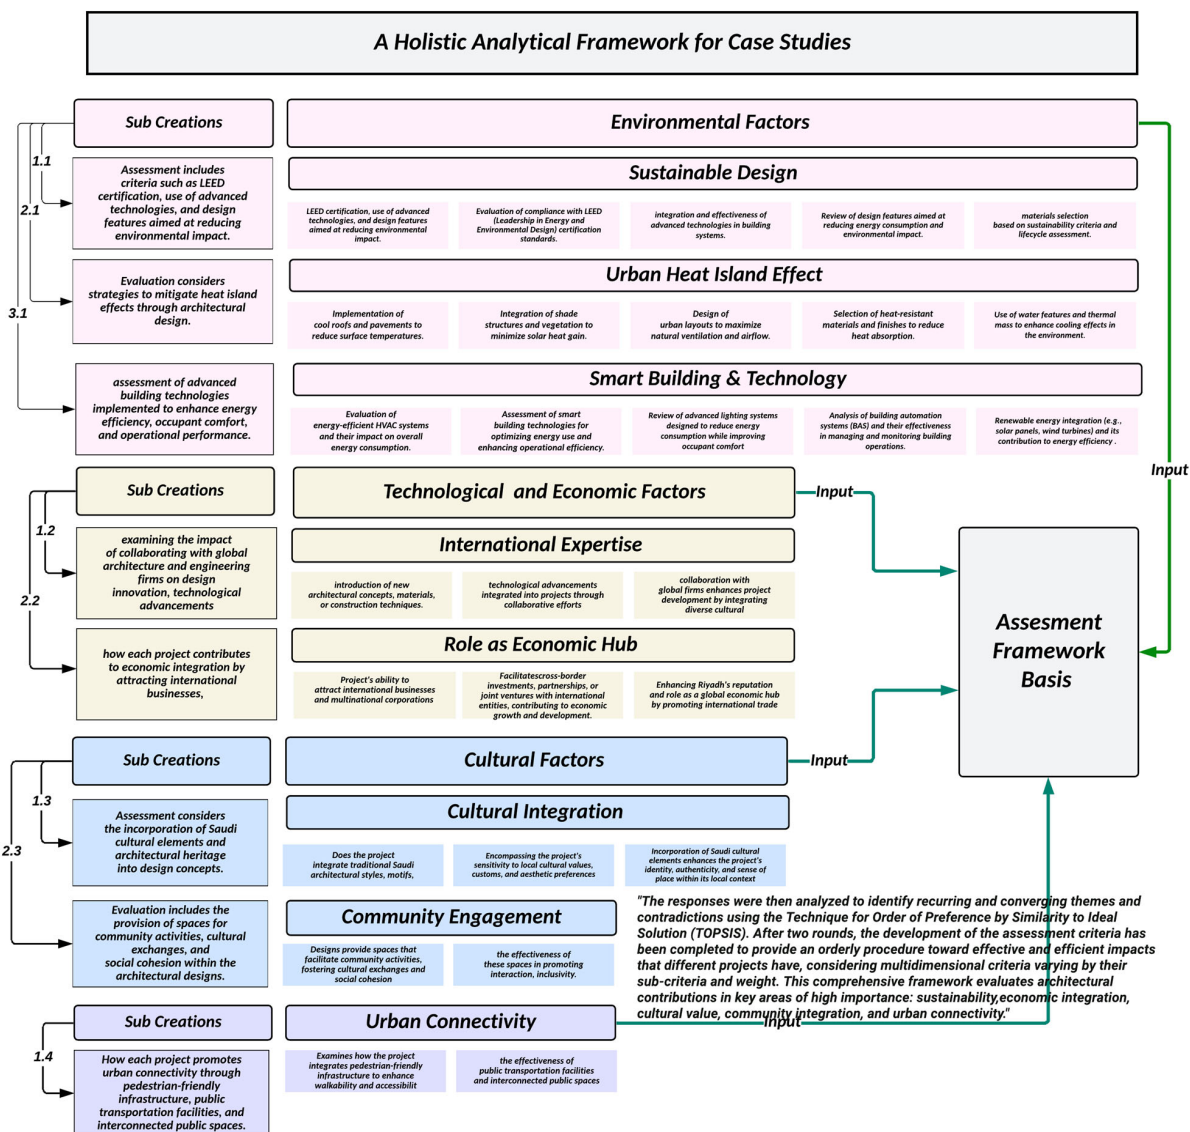 A Holistic Analytical Framework for Case Studies
Sub Creations
Environmental Factors
1.1
2.1
3.1
Assessment includes
criteria such as LEED
certification, use of advanced
technologies, and design
features aimed at reducing
environmental impact.
Sustainable Design
LEED certification, use of advanced
technologies, and design features
aimed at reducing environmental
impact.
Evaluation of compliance with LEED
(Leadership in Energy and
Environmental Design) certification
standards.
integration and effectiveness of
advanced technologies in building
systems.
Review of design features aimed at
reducing energy consumption and
environmental impact.
materials selection
based on sustainability criteria and
lifecycle assessment.
Evaluation considers
strategies to mitigate heat island
effects through architectural
design.
Urban Heat Island Effect
Implementation of
cool roofs and pavements to
reduce surface temperatures.
Integration of shade
structures and vegetation to
minimize solar heat gain.
Design of
urban layouts to maximize
natural ventilation and airflow.
Selection of heat-resistant
materials and finishes to reduce
heat absorption.
Use of water features and thermal
mass to enhance cooling effects in
the environment.
assessment of advanced
building technologies
implemented to enhance energy
efficiency, occupant comfort,
and operational performance.
Smart Building & Technology
Evaluation of
energy-efficient HVAC systems
and their impact on overall
energy consumption.
Assessment of smart
building technologies for
optimizing energy use and
enhancing operational efficiency.
Review of advanced lighting systems
designed to reduce energy
consumption while improving
occupant comfort
Analysis of building automation
systems (BAS) and their effectiveness
in managing and monitoring building
operations.
Renewable energy integration (e.g.,
solar panels, wind turbines) and its
contribution to energy efficiency .
Input
Sub Creations
Technological  and Economic Factors
Input
1.2
2.2
examining the impact
of collaborating with global
architecture and engineering
firms on design
innovation, technological
advancements
International Expertise
introduction of new
architectural concepts, materials,
or construction techniques.
technological advancements
integrated into projects through
collaborative efforts
collaboration with
global firms enhances project
development by integrating
diverse cultural
how each project contributes
to economic integration by
attracting international
businesses,
Role as Economic Hub
Project's ability to
attract international businesses
and multinational corporations
Facilitatescross-border
investments, partnerships, or
joint ventures with international
entities, contributing to economic
growth and development.
Enhancing Riyadh's reputation
and role as a global economic hub
by promoting international trade
Assesment
Framework
Basis
Sub Creations
Cultural Factors
Input
1.3
2.3
Assessment considers
the incorporation of Saudi
cultural elements and
architectural heritage
into design concepts.
Cultural Integration
Does the project
integrate traditional Saudi
architectural styles, motifs,
Encompassing the project's
sensitivity to local cultural values,
customs, and aesthetic preferences
Incorporation of Saudi cultural
elements enhances the project's
identity, authenticity, and sense of
place within its local context
Evaluation includes the
provision of spaces for
community activities, cultural
exchanges, and
social cohesion within the
architectural designs.
Community Engagement
Designs provide spaces that
facilitate community activities,
fostering cultural exchanges and
social cohesion
the effectiveness of
these spaces in promoting
interaction, inclusivity.
"The responses were then analyzed to identify recurring and converging themes and
contradictions using the Technique for Order of Preference by Similarity to Ideal
Solution (TOPSIS). After two rounds, the development of the assessment criteria has
been completed to provide an orderly procedure toward effective and efficient impacts
that different projects have, considering multidimensional criteria varying by their
sub-criteria and weight. This comprehensive framework evaluates architectural
contributions in key areas of high importance: sustainability,economic integration,
cultural value, community integration, and urban connectivity."
Sub Creations
Urban Connectivity
Input
1.4
How each project promotes
urban connectivity through
pedestrian-friendly
infrastructure, public
transportation facilities, and
interconnected public spaces.
Examines how the project
integrates pedestrian-friendly
infrastructure to enhance
walkability and accessibilit
the effectiveness of
public transportation facilities
and interconnected public spaces